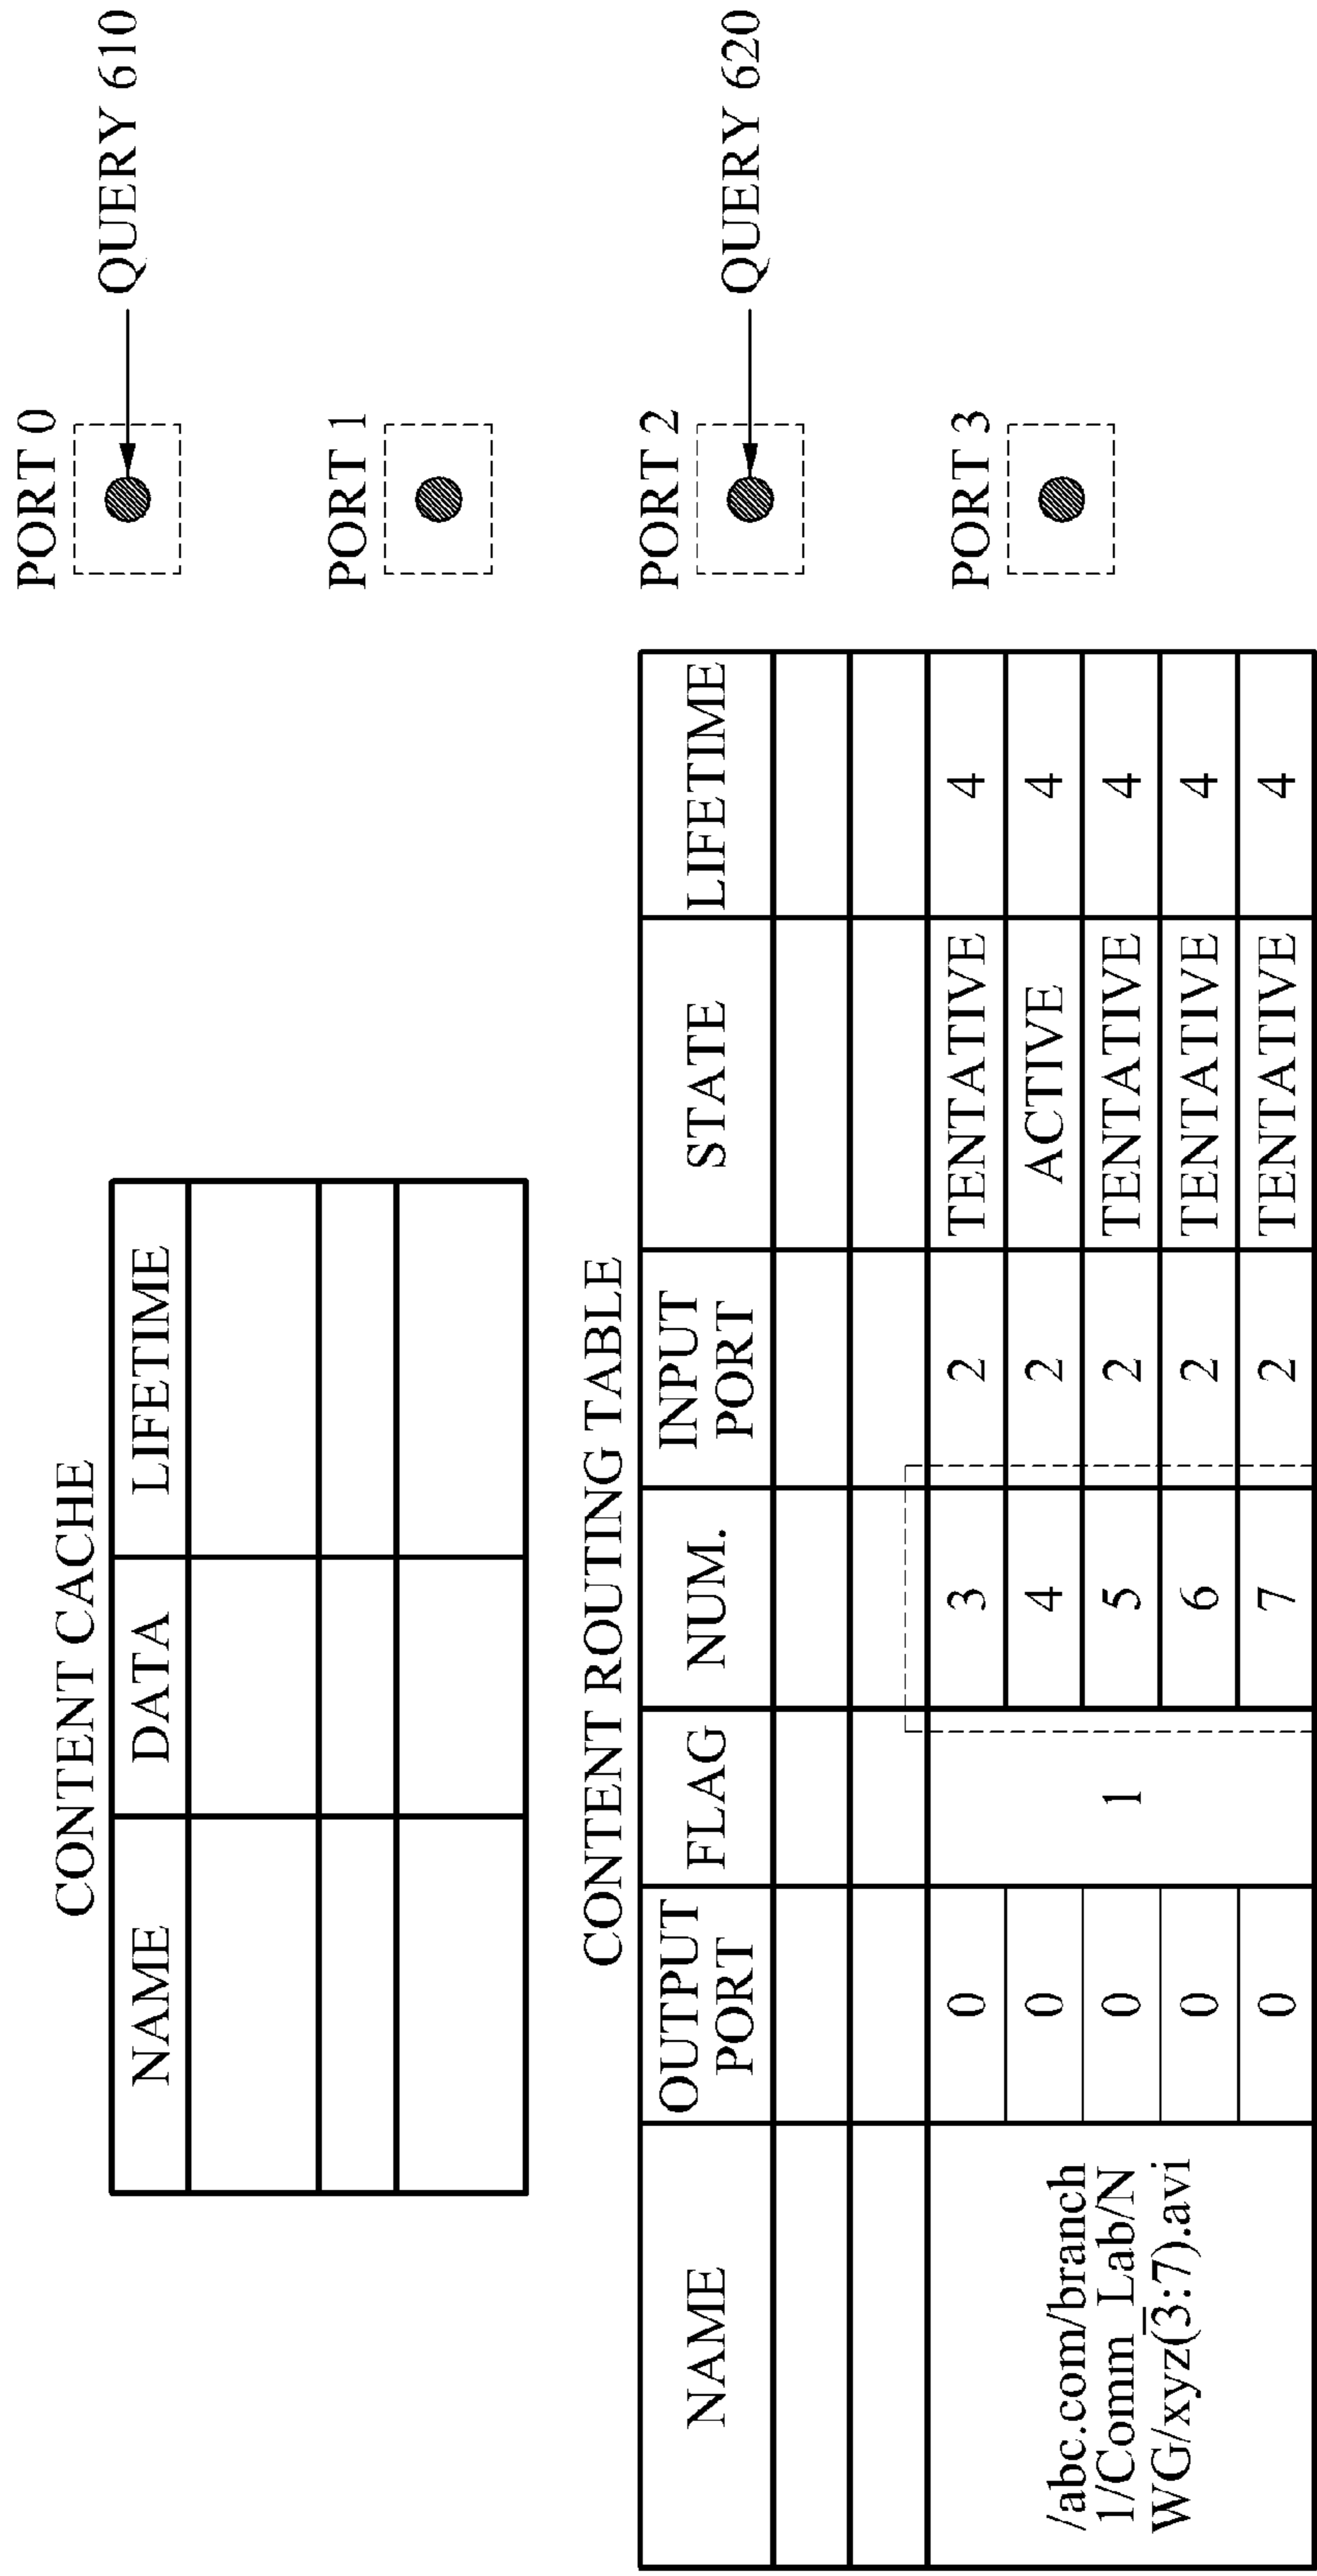 CONTENT CACHE
NAME DATA LIFETIME
CONTENT ROUTING TABLE
NAME OUTPUT PORT FLAG NUM. INPUT PORT STATE LIFETIME
/abc.com/branch
1/Comm_Lab/N
WG/xyz(3:7).avi
1
0 3 2 TENTATIVE 4
0 4 2 ACTIVE 4
0 5 2 TENTATIVE 4
0 6 2 TENTATIVE 4
0 7 2 TENTATIVE 4
PORT 0
QUERY 610
PORT 1
PORT 2
QUERY 620
PORT 3